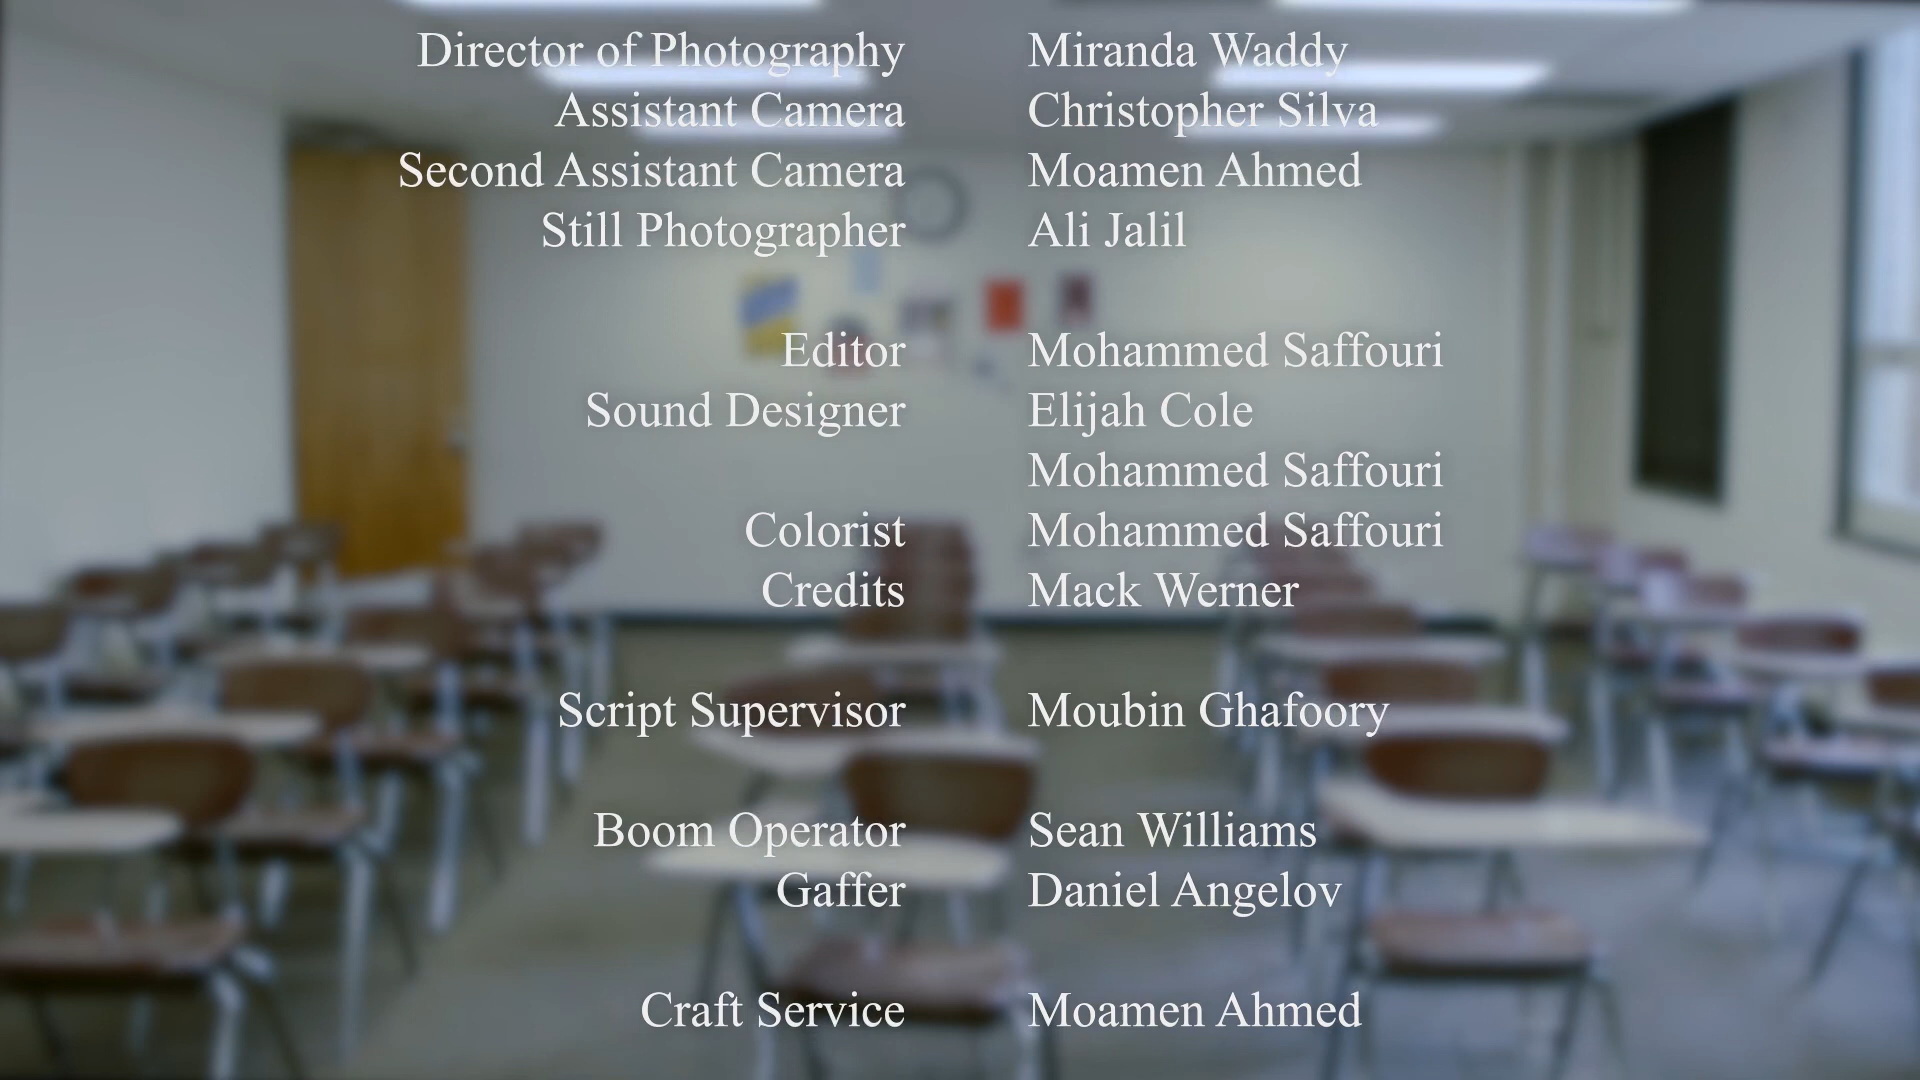 Director of Photography Miranda Waddy
Assistant Camera Christopher Silva
Second Assistant Camera Moamen Ahmed
Still Photographer Ali Jalil
Editor Mohammed Saffouri
Sound Designer Elijah Cole
Mohammed Saffouri
Colorist Mohammed Saffouri
Credits Mack Werner
Script Supervisor Moubin Ghafoory
Boom Operator Sean Williams
Gaffer Daniel Angelov
Craft Service Moamen Ahmed